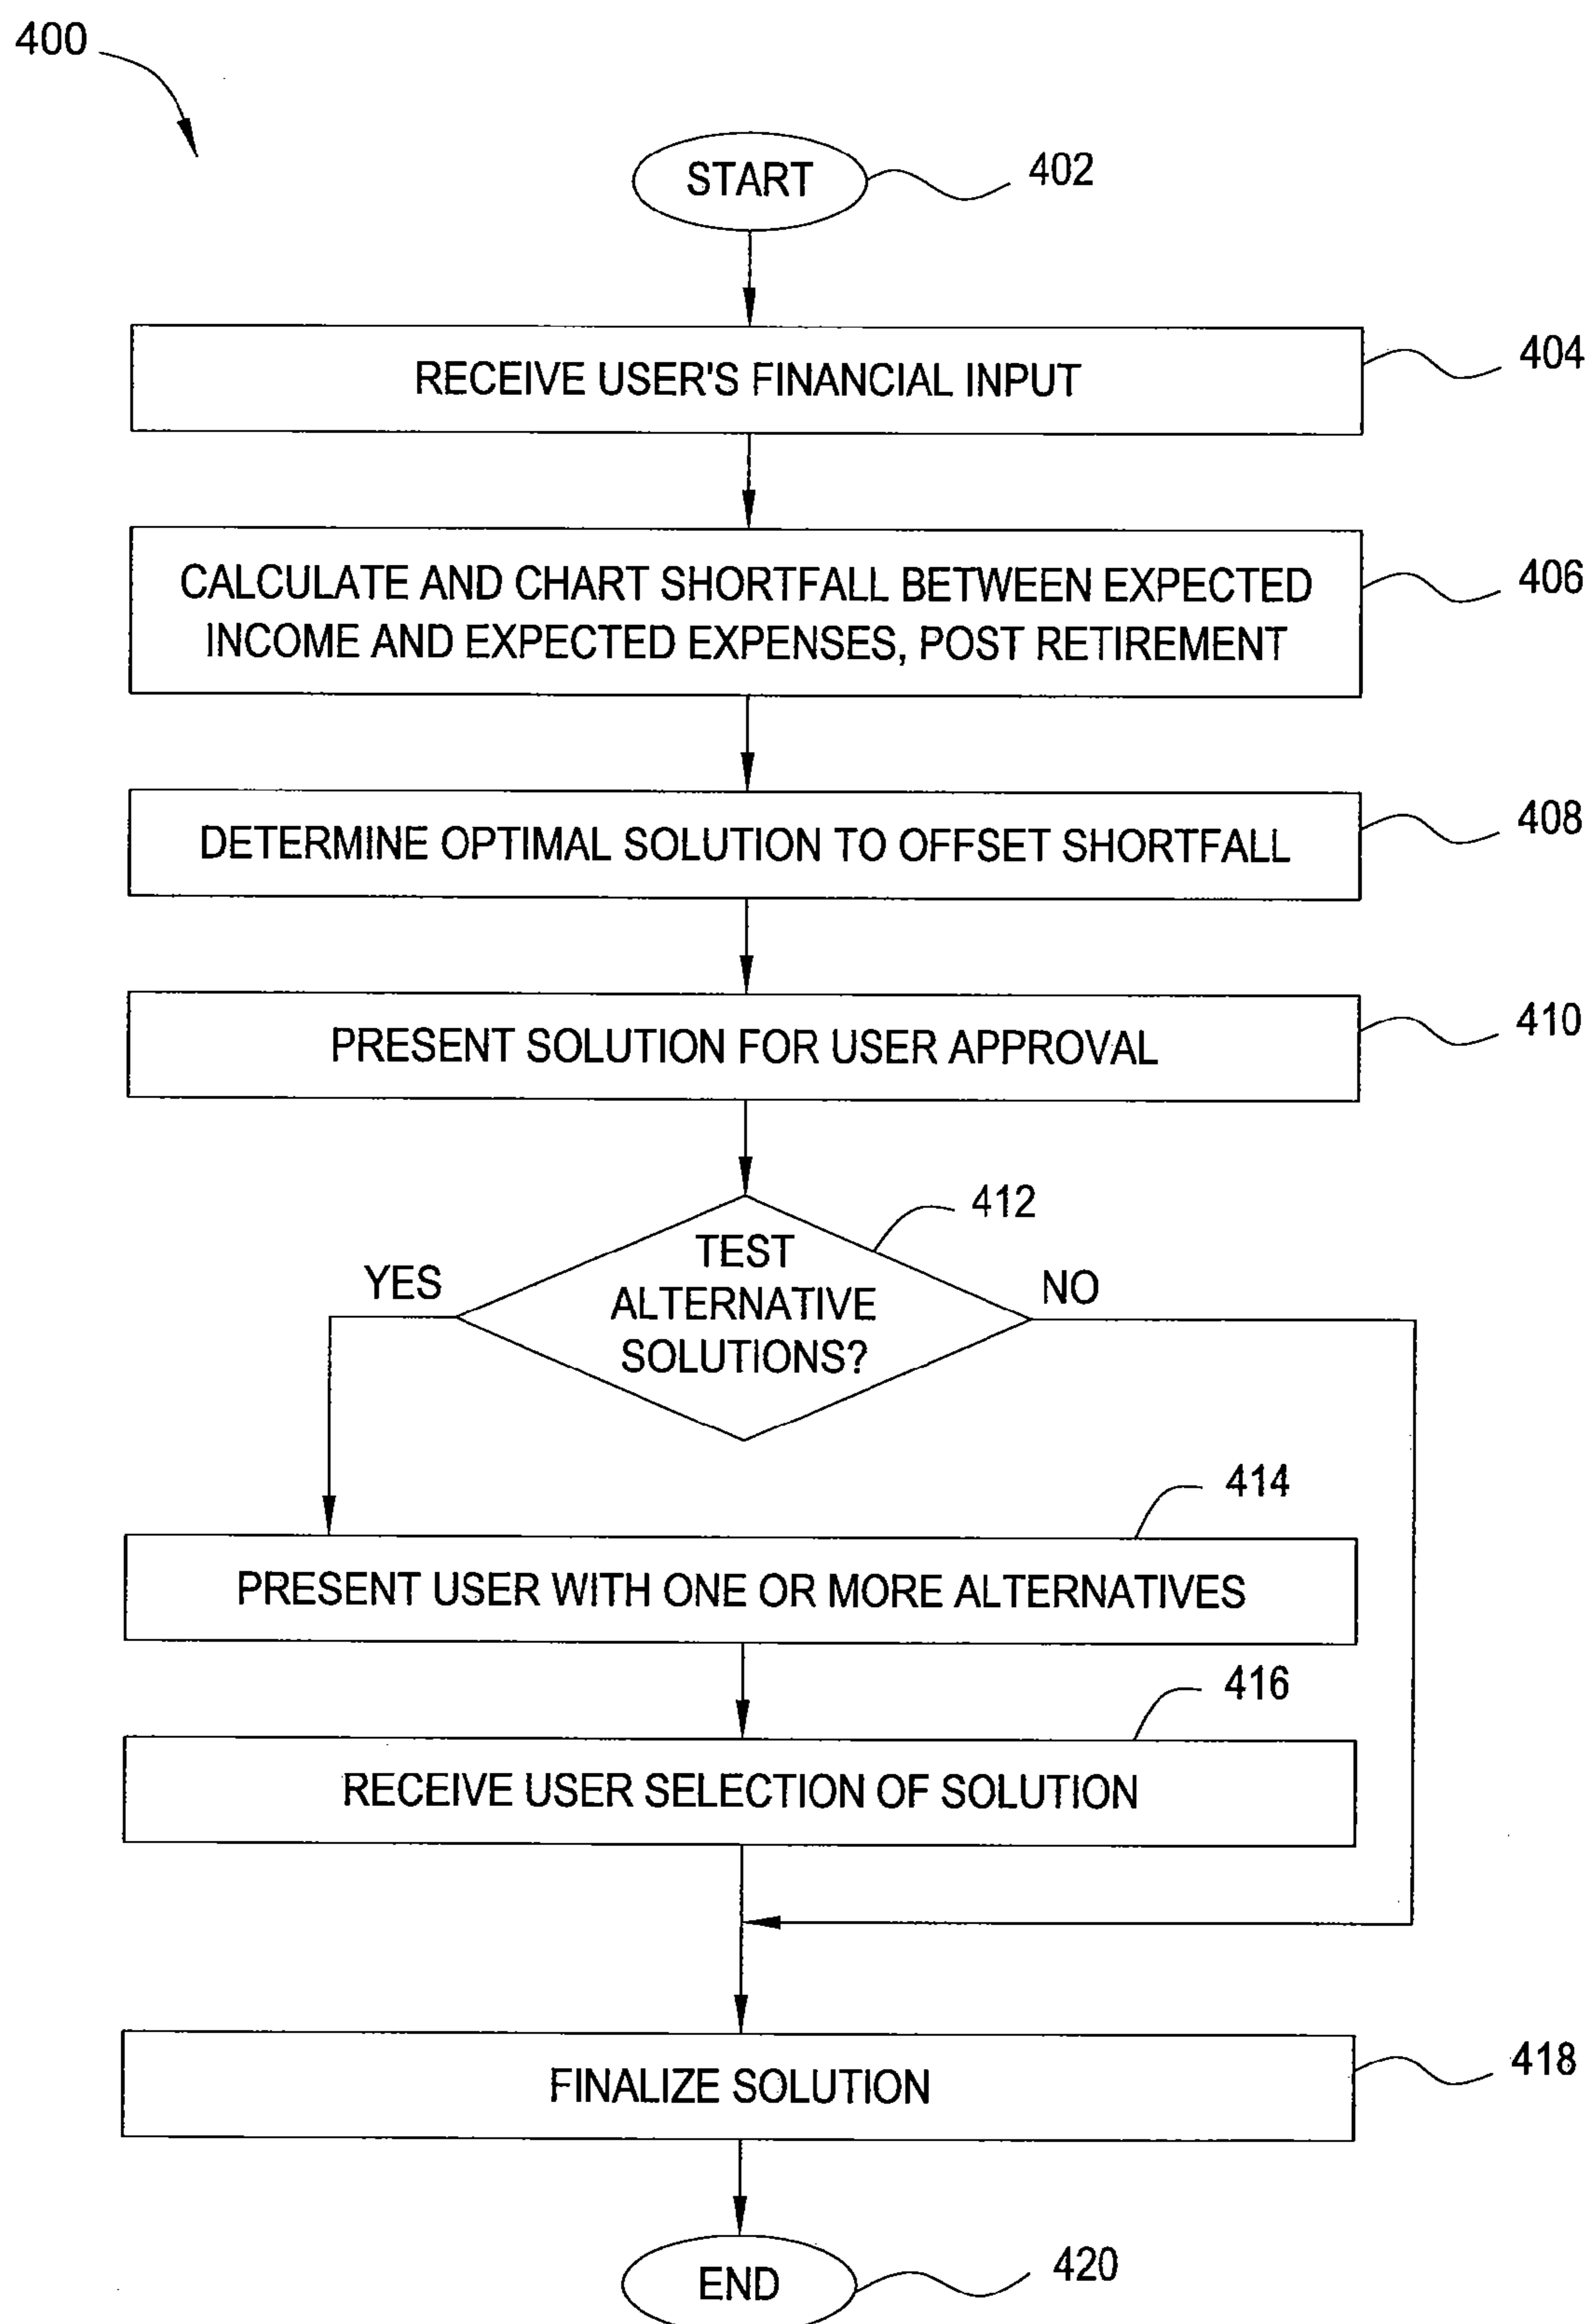 400
START
402
RECEIVE USER'S FINANCIAL INPUT
404
CALCULATE AND CHART SHORTFALL BETWEEN EXPECTED
INCOME AND EXPECTED EXPENSES, POST RETIREMENT
406
DETERMINE OPTIMAL SOLUTION TO OFFSET SHORTFALL
408
PRESENT SOLUTION FOR USER APPROVAL
410
412
TEST
ALTERNATIVE
SOLUTIONS?
YES
NO
414
PRESENT USER WITH ONE OR MORE ALTERNATIVES
416
RECEIVE USER SELECTION OF SOLUTION
FINALIZE SOLUTION
418
END
420